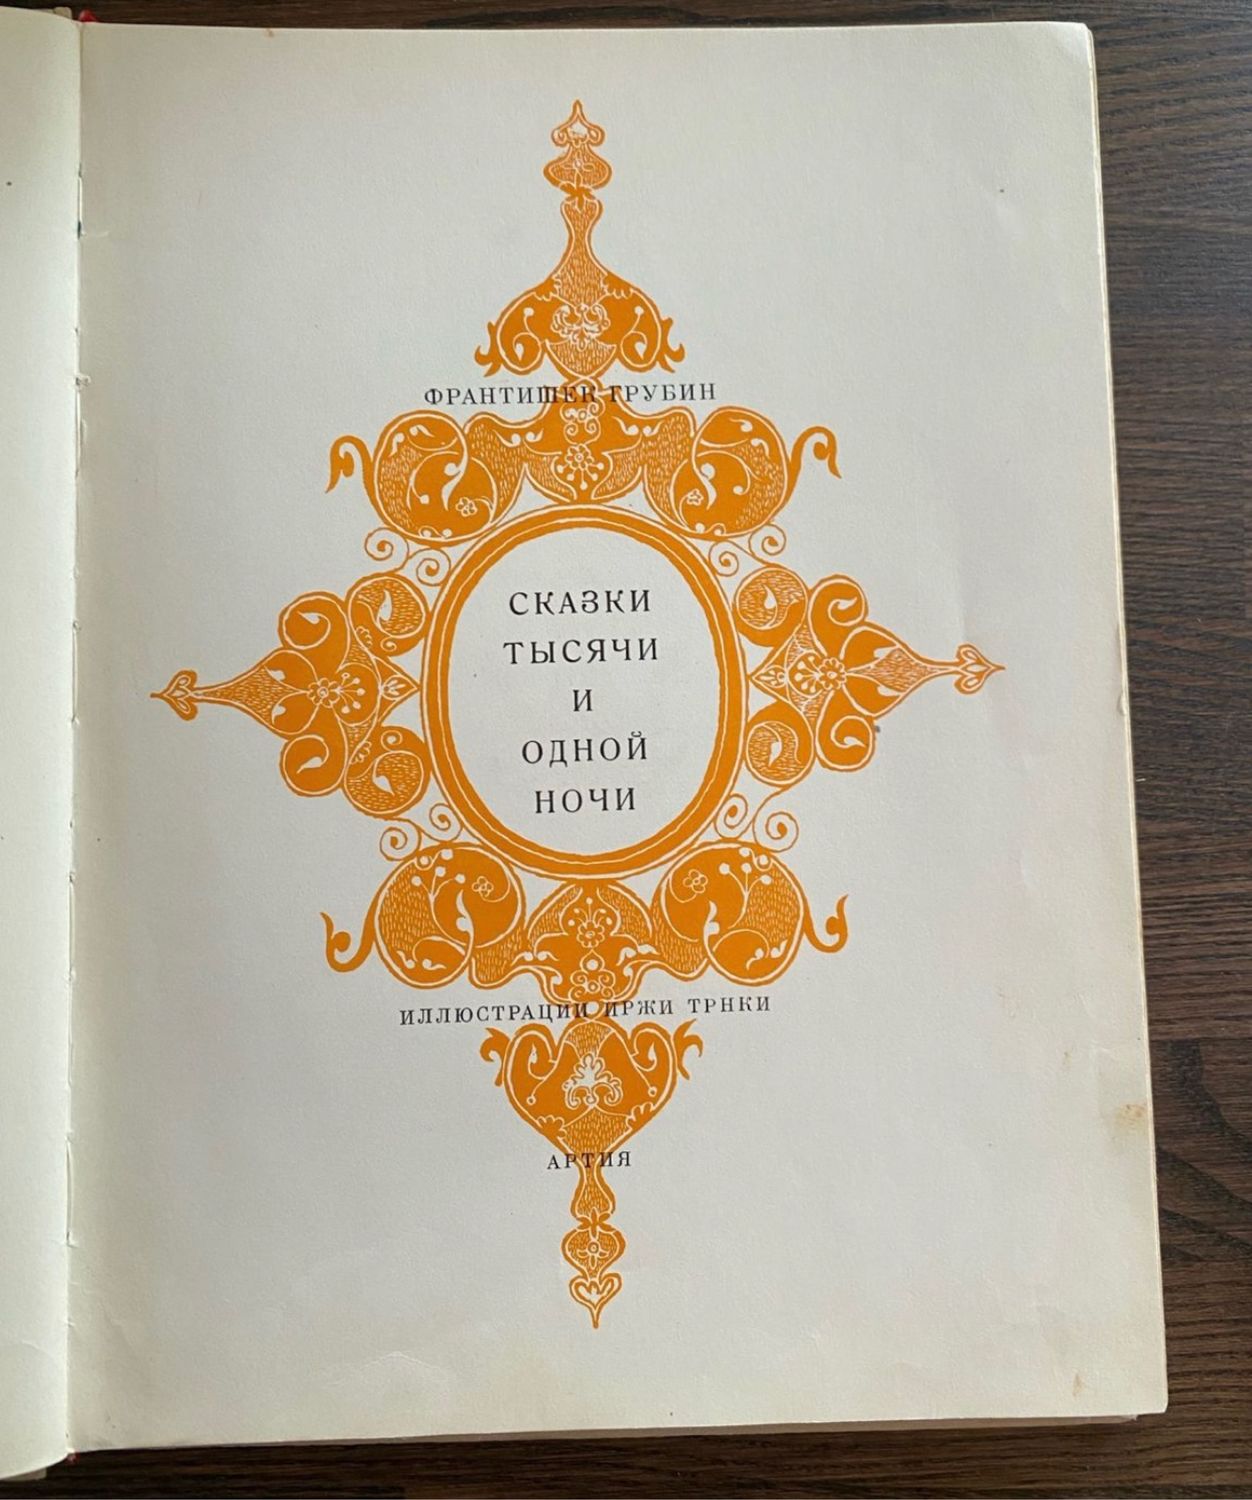 ФРАНТИШЕК ГРУБИН
СКАЗКИ
ТЫСЯЧИ
И
ОДНОЙ
НОЧИ
ИЛЛЮСТРАЦИИ ИРЖИ ТРНКИ
АРТИЯ